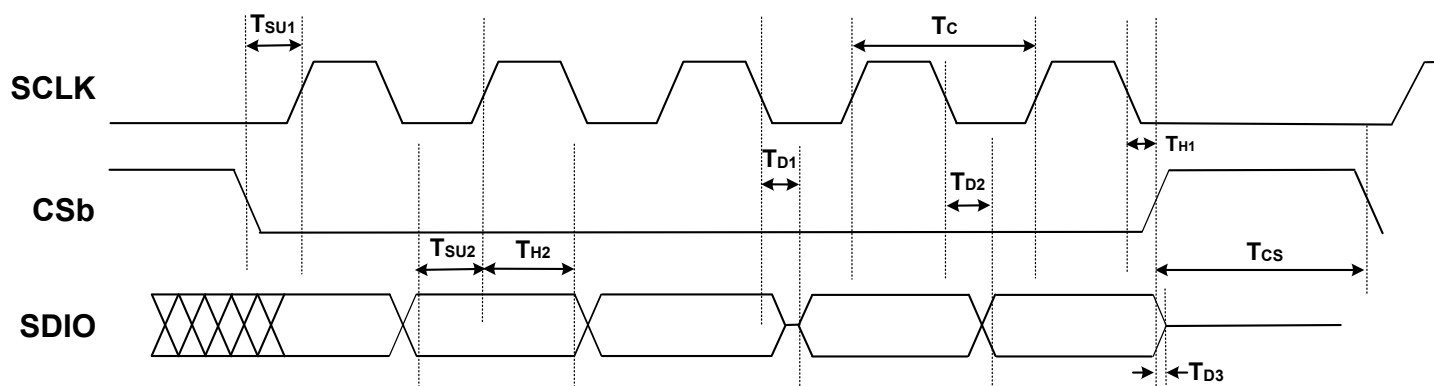 TSU1
TC
SCLK
TH1
TD1
TD2
CSb
TSU2
TH2
TCS
SDIO
TD3